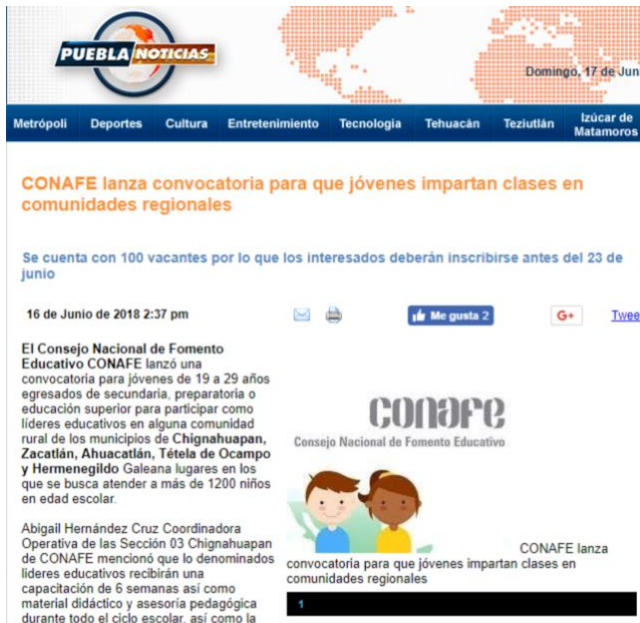 PUEBLA NOTICIAS
Domingo, 17 de Jun
Metrópoli Deportes Cultura Entretenimiento Tecnología Tehuacán Teziutlán Izúcar de Matamoros
CONAFE lanza convocatoria para que jóvenes impartan clases en
comunidades regionales
Se cuenta con 100 vacantes por lo que los interesados deberán inscribirse antes del 23 de
junio
16 de Junio de 2018 2:37 pm
Me gusta 2
G+
Twee
El Consejo Nacional de Fomento
Educativo CONAFE lanzó una
convocatoria para jóvenes de 19 a 29 años
egresados de secundaria, preparatoria o
educación superior para participar como
líderes educativos en alguna comunidad
rural de los municipios de Chignahuapan,
Zacatlán, Ahuacatlán, Tétela de Ocampo
y Hermenegildo Galeana lugares en los
que se busca atender a más de 1200 niños
en edad escolar.
Abigail Hernández Cruz Coordinadora
Operativa de las Sección 03 Chignahuapan
de CONAFE mencionó que lo denominados
líderes educativos recibirán una
capacitación de 6 semanas así como
material didáctico y asesoría pedagógica
durante todo el ciclo escolar, así como la
conafe
Consejo Nacional de Fomento Educativo
CONAFE lanza
convocatoria para que jóvenes impartan clases en
comunidades regionales
1